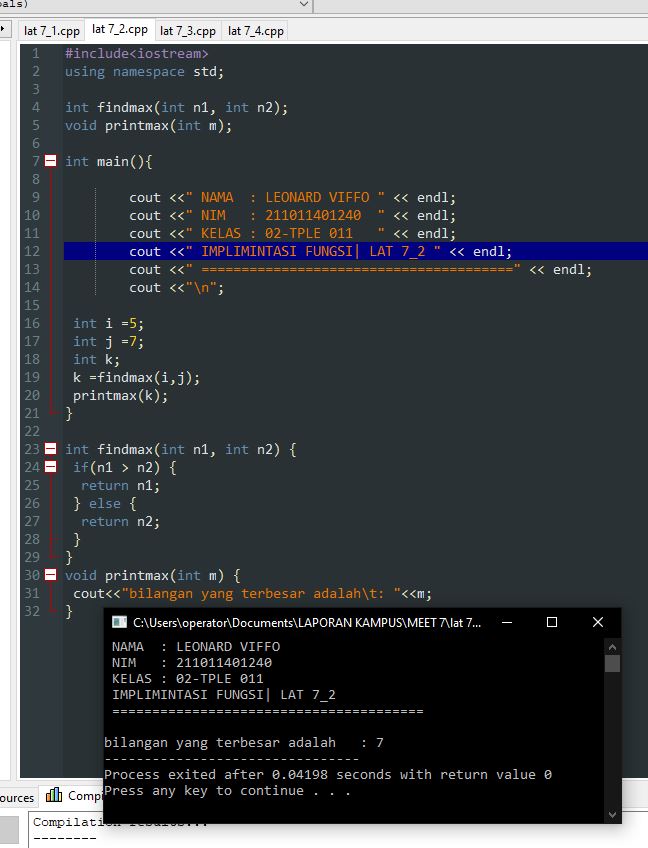 als)
lat 7_1.cpp lat 7_2.cpp lat 7_3.cpp lat 7_4.cpp
1 #include<iostream>
2 using namespace std;
3
4 int findmax(int n1, int n2);
5 void printmax(int m);
6
7 int main(){
8
9 cout <<" NAMA  : LEONARD VIFFO " << endl;
10 cout <<" NIM   : 211011401240  " << endl;
11 cout <<" KELAS : 02-TPLE 011   " << endl;
12 cout <<" IMPLIMINTASI FUNGSI| LAT 7_2 " << endl;
13 cout <<" =======================================" << endl;
14 cout <<"\n";
15
16 int i =5;
17 int j =7;
18 int k;
19 k =findmax(i,j);
20 printmax(k);
21 }
22
23 int findmax(int n1, int n2) {
24 if(n1 > n2) {
25 return n1;
26 } else {
27 return n2;
28 }
29 }
30 void printmax(int m) {
31 cout<<"bilangan yang terbesar adalah\t: "<<m;
32 }
C:\Users\operator\Documents\LAPORAN KAMPUS\MEET 7\lat 7...
NAMA  : LEONARD VIFFO
NIM   : 211011401240
KELAS : 02-TPLE 011
IMPLIMINTASI FUNGSI| LAT 7_2
=======================================
bilangan yang terbesar adalah   : 7
--------------------------------
Process exited after 0.04198 seconds with return value 0
Press any key to continue . . .
ources Compi
Compilation results...
--------